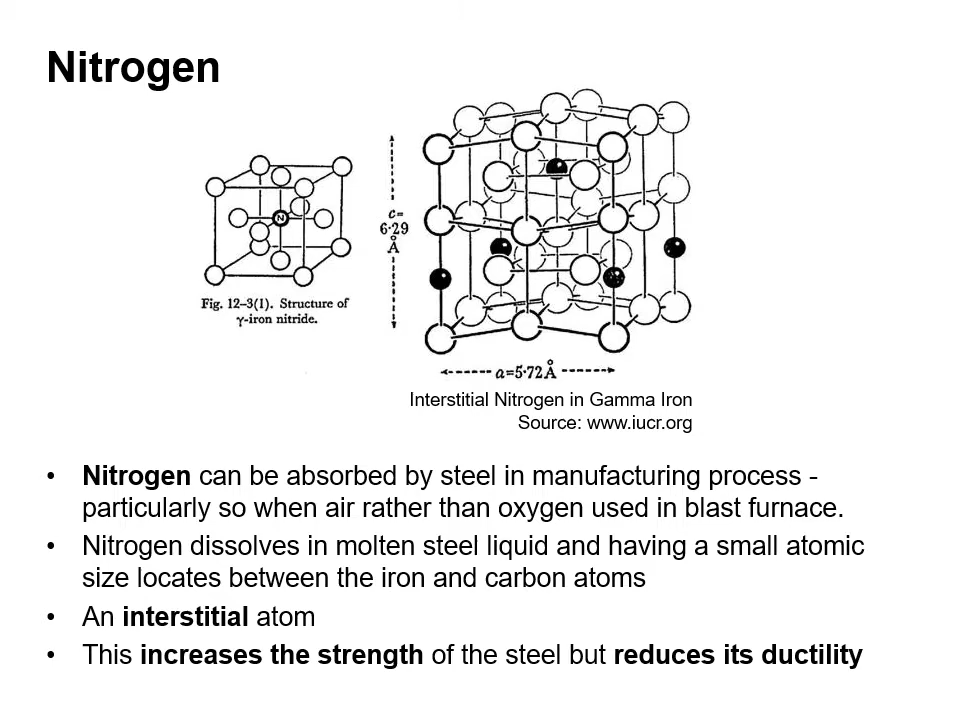 Nitrogen
N
Fig. 12–3(1). Structure of
γ-iron nitride.
c=
6·29
Å
a=5·72Å
Interstitial Nitrogen in Gamma Iron
Source: www.iucr.org
• Nitrogen can be absorbed by steel in manufacturing process -
particularly so when air rather than oxygen used in blast furnace.
• Nitrogen dissolves in molten steel liquid and having a small atomic
size locates between the iron and carbon atoms
• An interstitial atom
• This increases the strength of the steel but reduces its ductility